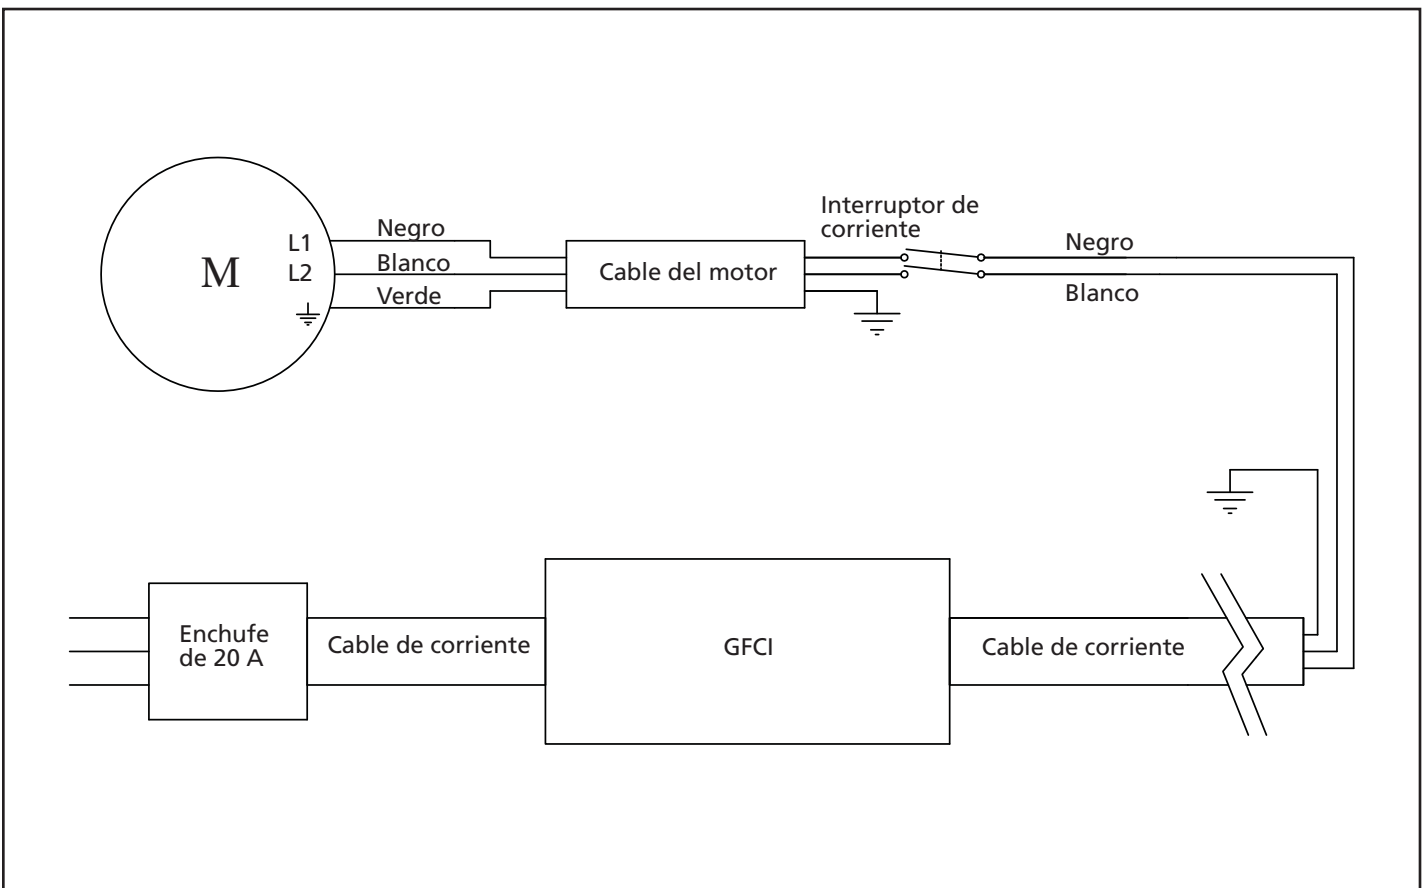 Interruptor de
corriente
Negro
L1
Negro
M
L2
Blanco
Cable del motor
Blanco
Verde
Enchufe
de 20 A
Cable de corriente
GFCI
Cable de corriente